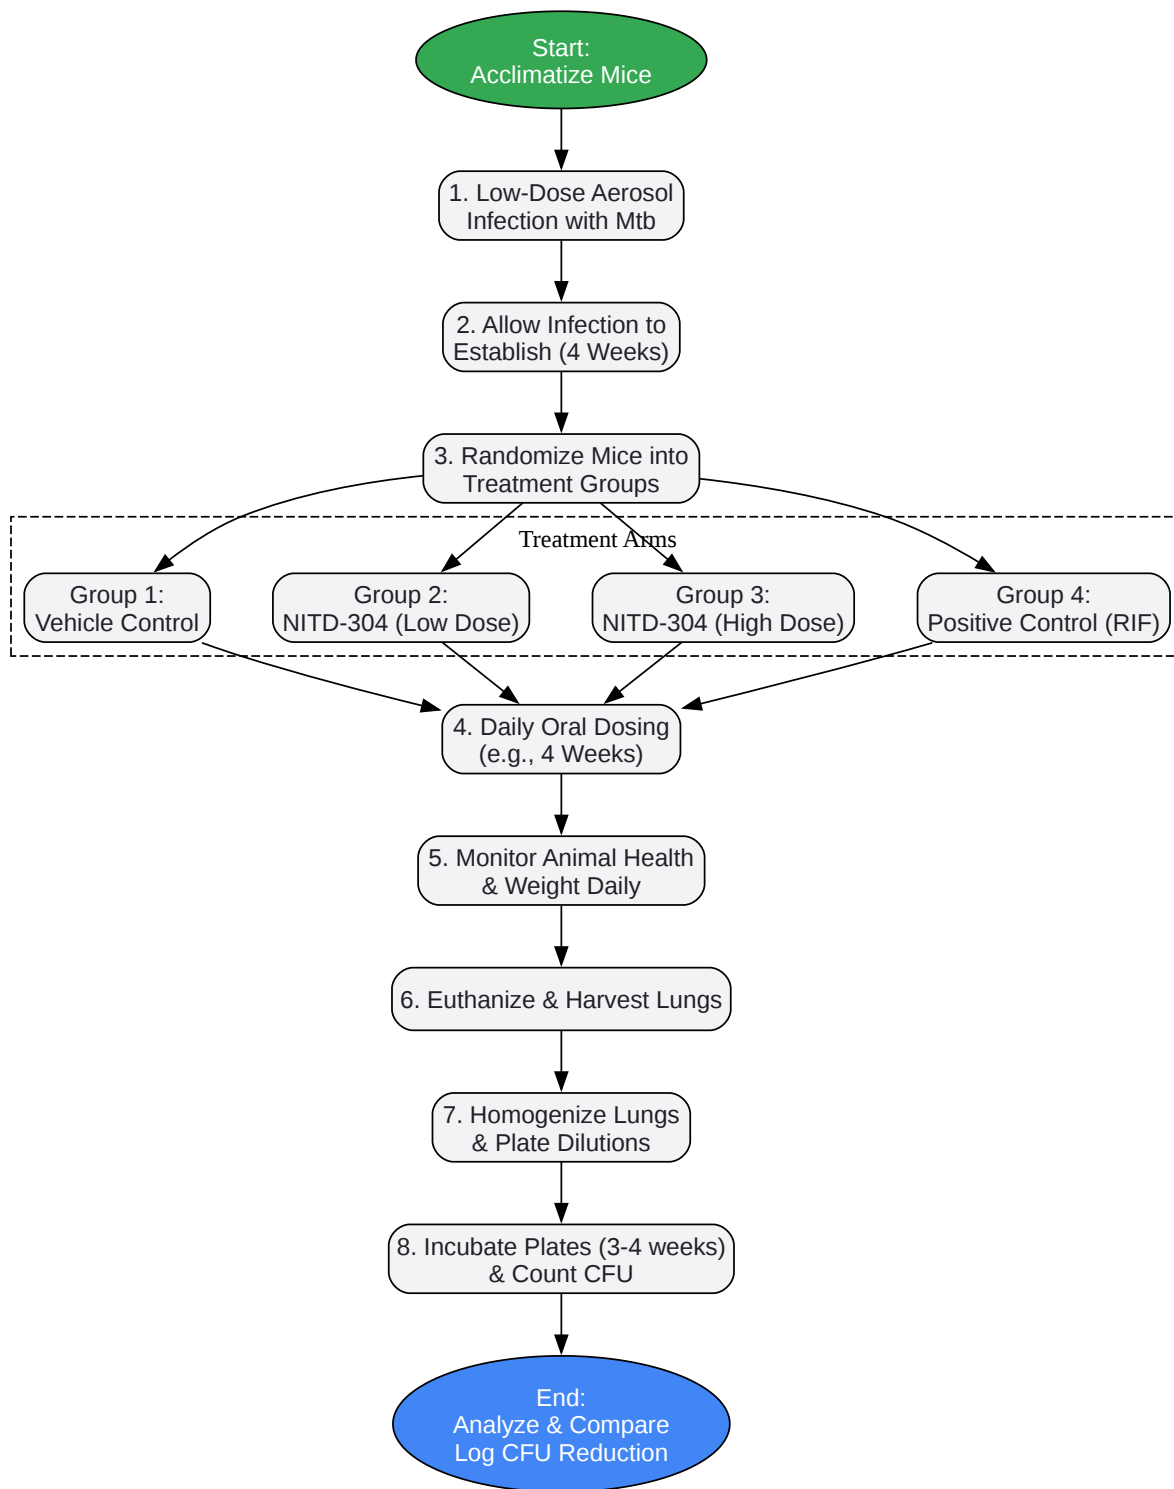 Start:
Acclimatize Mice
1. Low-Dose Aerosol
Infection with Mtb
2. Allow Infection to
Establish (4 Weeks)
3. Randomize Mice into
Treatment Groups
Treatment Arms
Group 1:
Vehicle Control
Group 2:
NITD-304 (Low Dose)
Group 3:
NITD-304 (High Dose)
Group 4:
Positive Control (RIF)
4. Daily Oral Dosing
(e.g., 4 Weeks)
5. Monitor Animal Health
& Weight Daily
6. Euthanize & Harvest Lungs
7. Homogenize Lungs
& Plate Dilutions
8. Incubate Plates (3-4 weeks)
& Count CFU
End:
Analyze & Compare
Log CFU Reduction